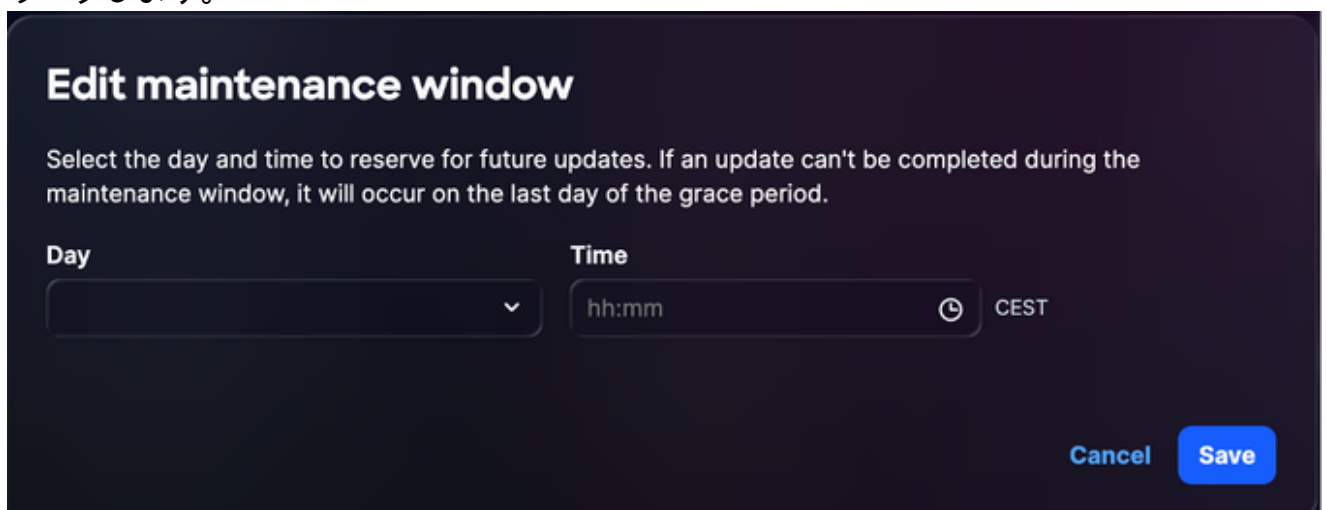 Edit maintenance window
Select the day and time to reserve for future updates. If an update can't be completed during the
maintenance window, it will occur on the last day of the grace period.
Day
Time
hh:mm
CEST
Cancel
Save